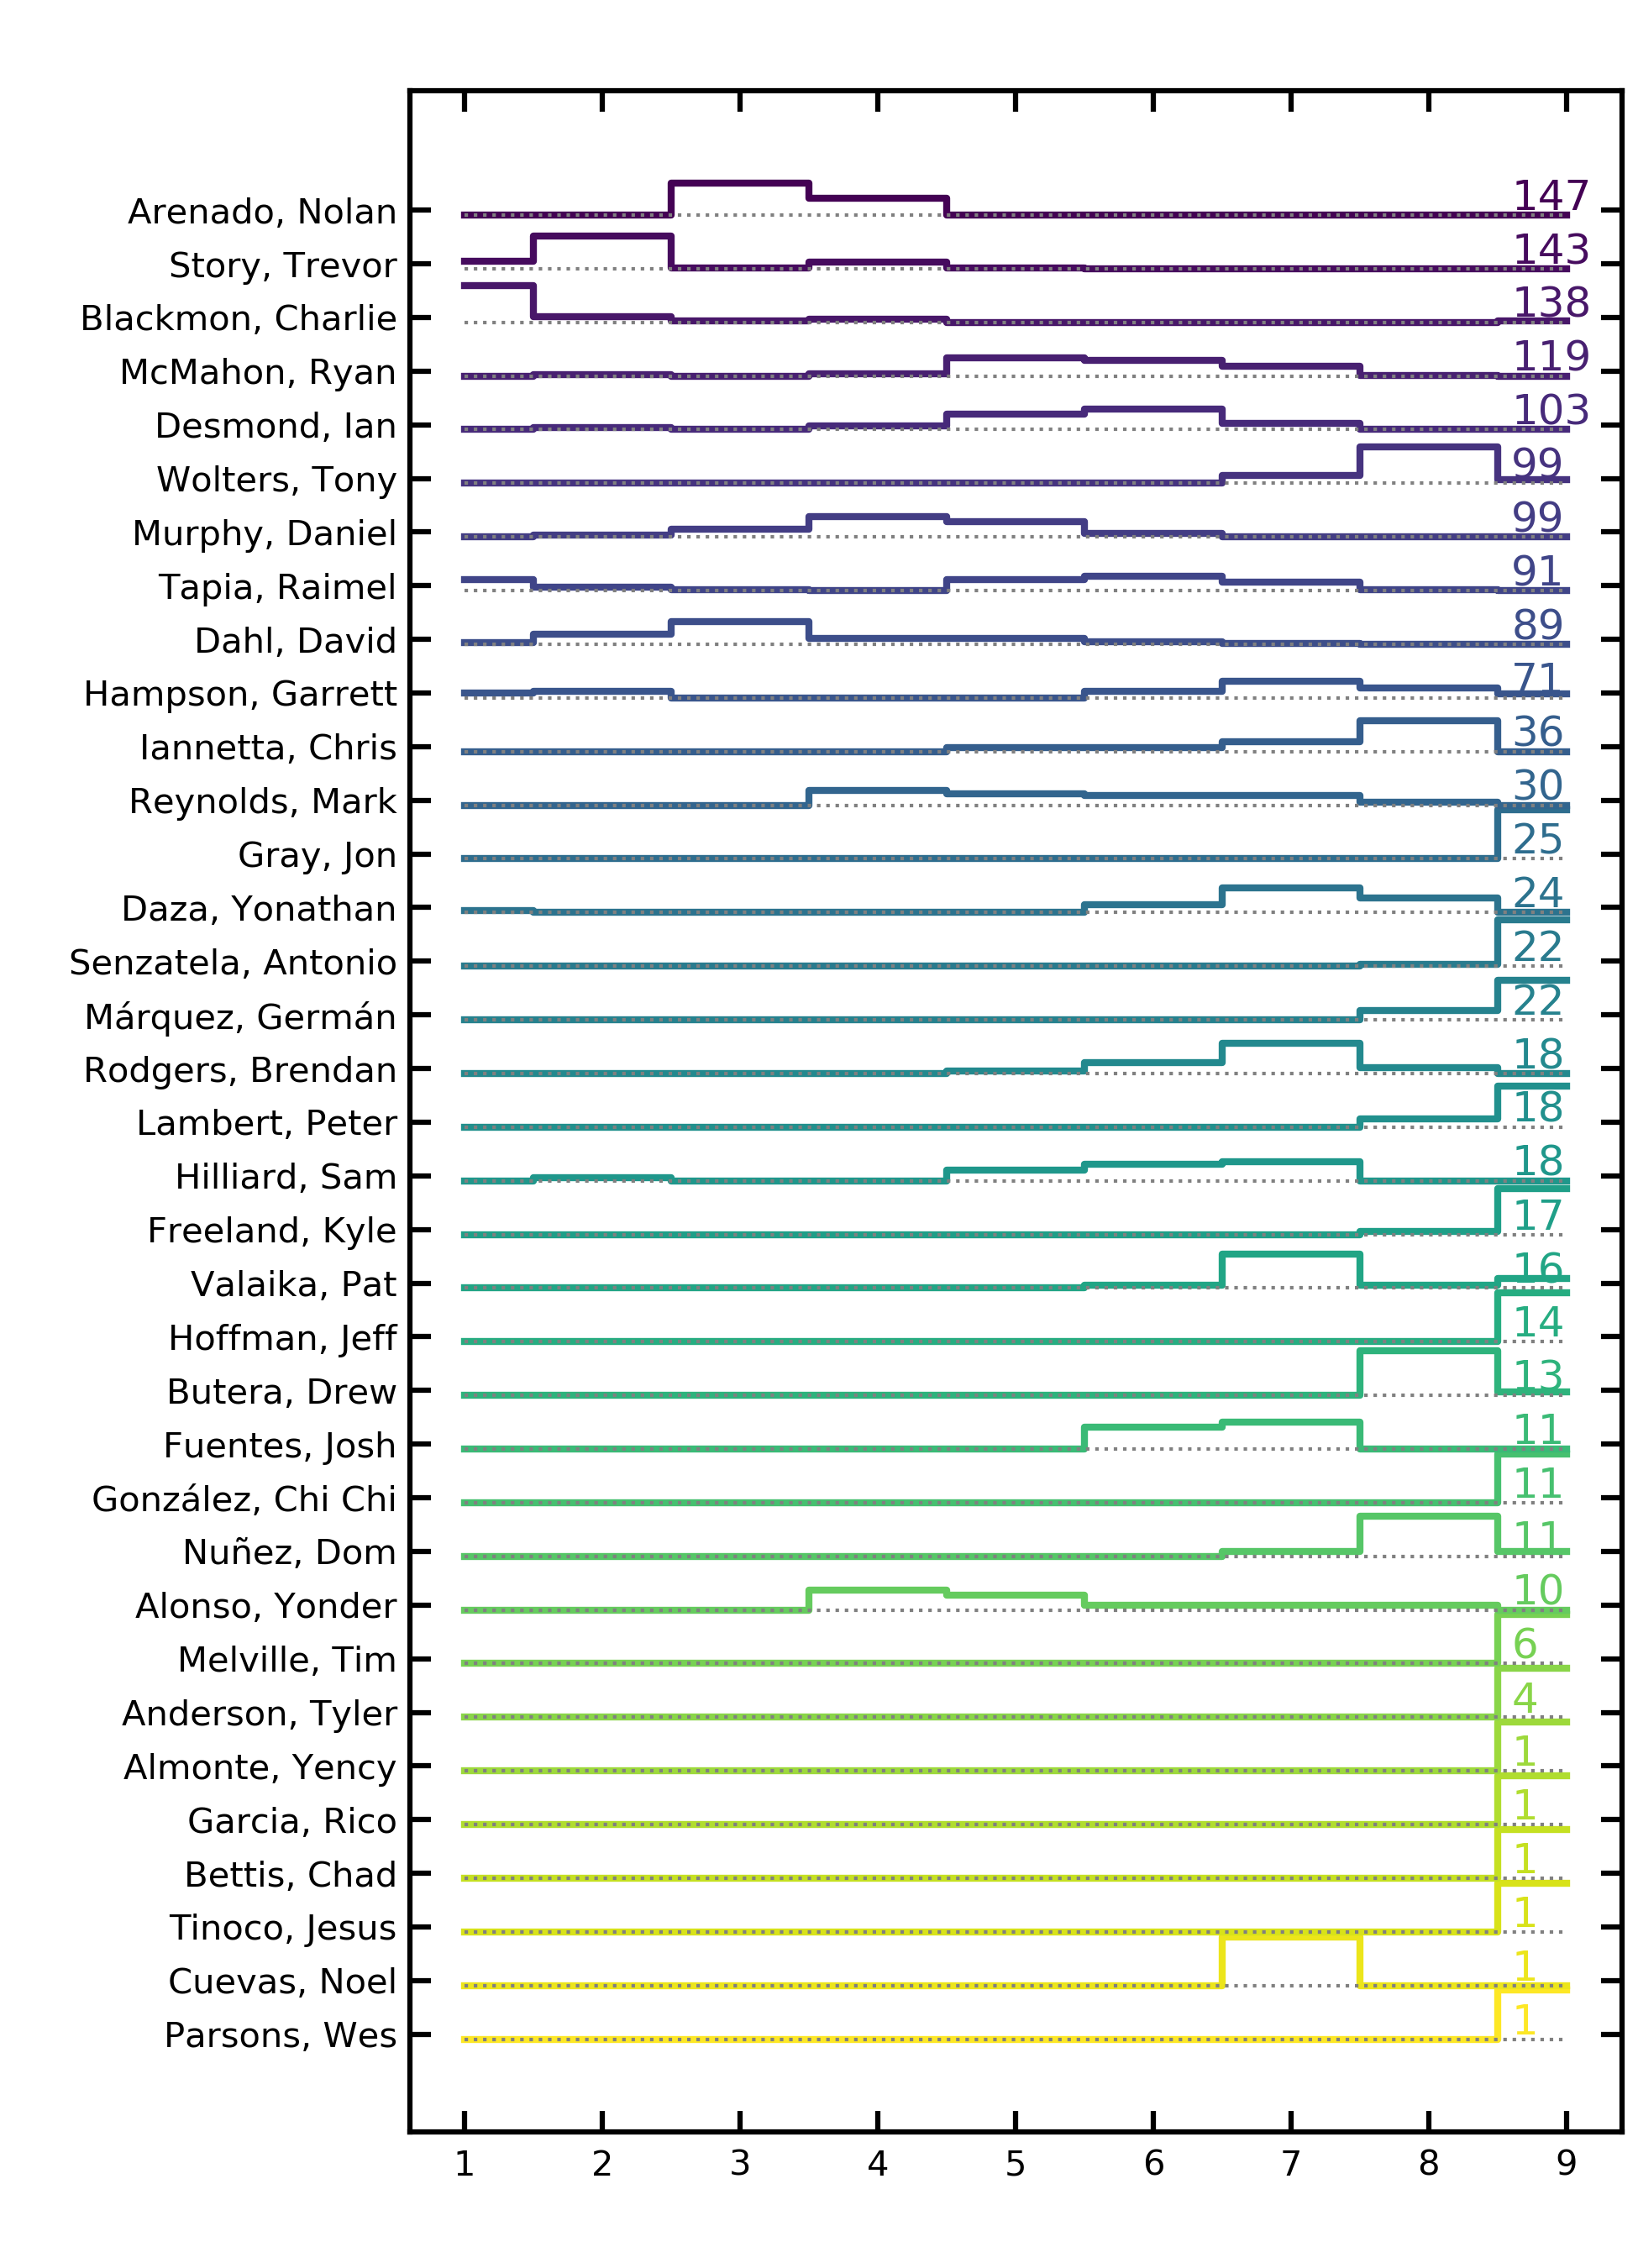 Arenado, Nolan 147
Story, Trevor 143
Blackmon, Charlie 138
McMahon, Ryan 119
Desmond, Ian 103
Wolters, Tony 99
Murphy, Daniel 99
Tapia, Raimel 91
Dahl, David 89
Hampson, Garrett 71
Iannetta, Chris 36
Reynolds, Mark 30
Gray, Jon 25
Daza, Yonathan 24
Senzatela, Antonio 22
Márquez, Germán 22
Rodgers, Brendan 18
Lambert, Peter 18
Hilliard, Sam 18
Freeland, Kyle 17
Valaika, Pat 16
Hoffman, Jeff 14
Butera, Drew 13
Fuentes, Josh 11
González, Chi Chi 11
Nuñez, Dom 11
Alonso, Yonder 10
Melville, Tim 6
Anderson, Tyler 4
Almonte, Yency 1
Garcia, Rico 1
Bettis, Chad 1
Tinoco, Jesus 1
Cuevas, Noel 1
Parsons, Wes 1
1 2 3 4 5 6 7 8 9